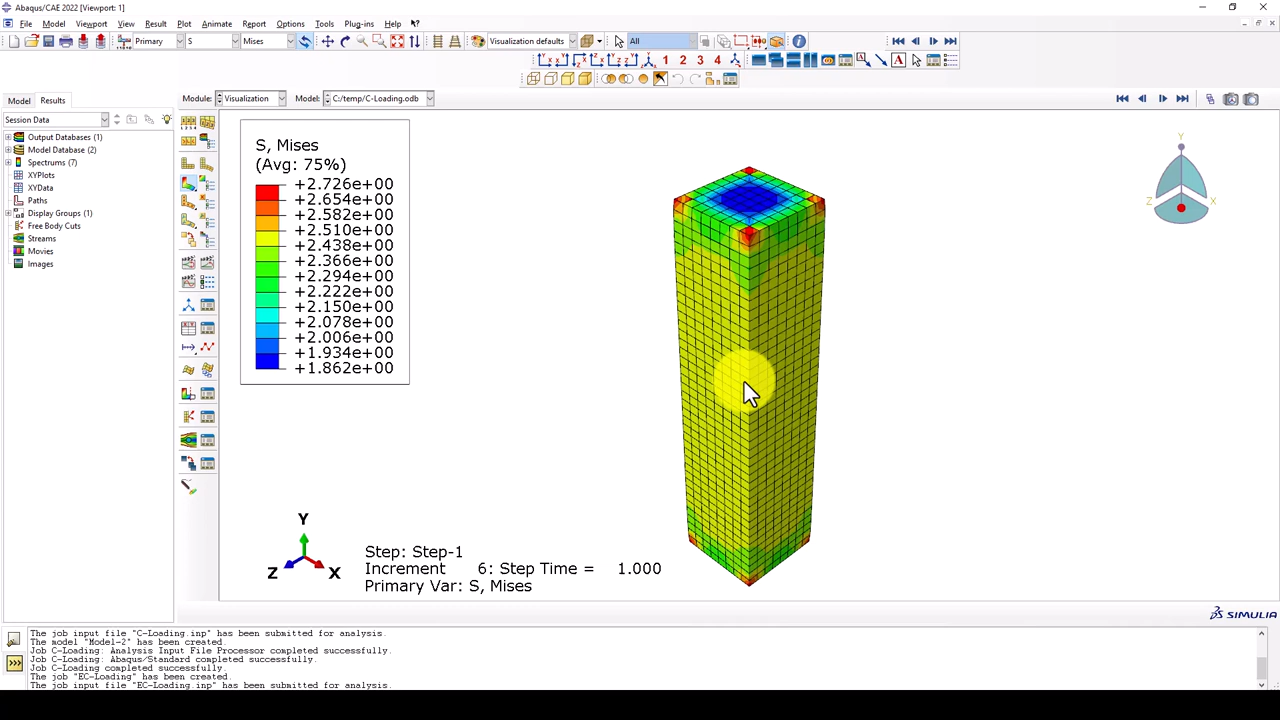 Abaqus/CAE 2022 [Viewport: 1]
File Model Viewport View Result Plot Animate Report Options Tools Plug-ins Help
Primary S Mises Visualization defaults All
1 2 3 4
Model Results Module: Visualization Model: C:/temp/C-Loading.odb
Session Data
Output Databases (1)
Model Database (2)
Spectrums (7)
XYPlots
XYData
Paths
Display Groups (1)
Free Body Cuts
Streams
Movies
Images
S, Mises
(Avg: 75%)
+2.726e+00
+2.654e+00
+2.582e+00
+2.510e+00
+2.438e+00
+2.366e+00
+2.294e+00
+2.222e+00
+2.150e+00
+2.078e+00
+2.006e+00
+1.934e+00
+1.862e+00
Y
Z X
Y
Z X
Step: Step-1
Increment 6: Step Time = 1.000
Primary Var: S, Mises
SIMULIA
The job input file "C-Loading.inp" has been submitted for analysis.
The model "Model-2" has been created.
Job C-Loading: Analysis Input File Processor completed successfully.
Job C-Loading: Abaqus/Standard completed successfully.
Job C-Loading completed successfully.
The job "EC-Loading" has been created.
The job input file "EC-Loading.inp" has been submitted for analysis.